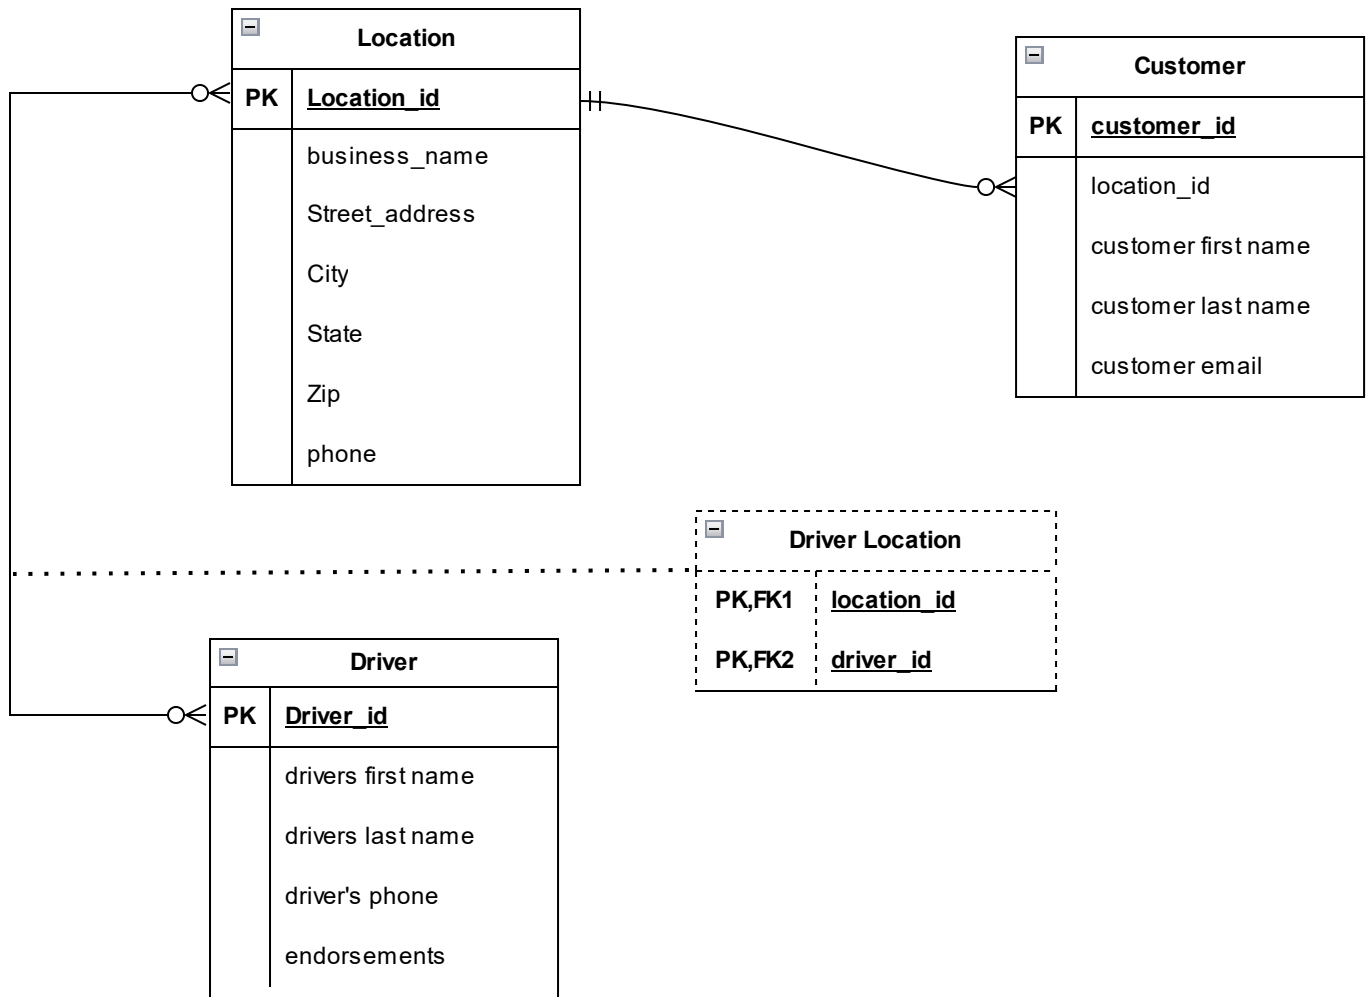 Location
PK Location_id
business_name
Street_address
City
State
Zip
phone
Customer
PK customer_id
location_id
customer first name
customer last name
customer email
Driver Location
PK,FK1 location_id
PK,FK2 driver_id
Driver
PK Driver_id
drivers first name
drivers last name
driver's phone
endorsements